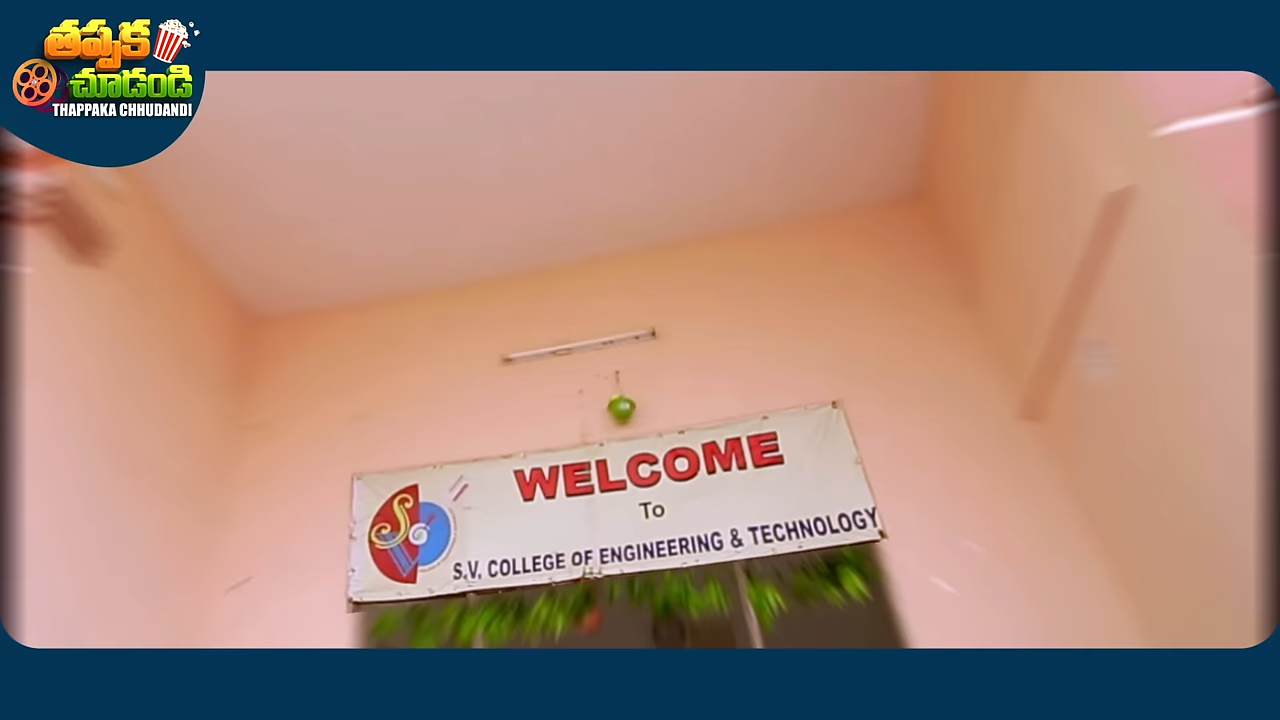 తప్పక
చూడండి
THAPPAKA CHHUDANDI
WELCOME
To
S.V. COLLEGE OF ENGINEERING & TECHNOLOGY